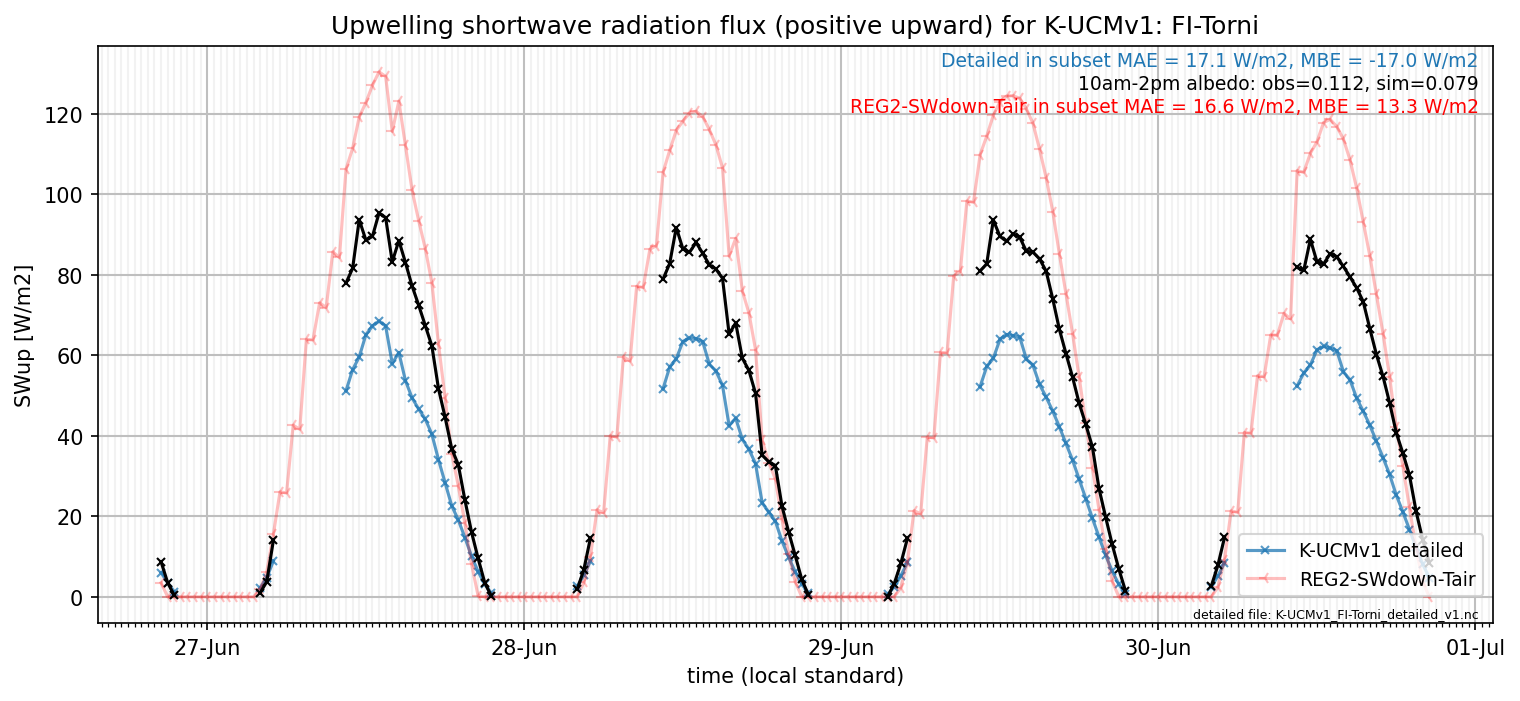 Upwelling shortwave radiation flux (positive upward) for K-UCMv1: FI-Torni
Detailed in subset MAE = 17.1 W/m2, MBE = -17.0 W/m2
10am-2pm albedo: obs=0.112, sim=0.079
REG2-SWdown-Tair in subset MAE = 16.6 W/m2, MBE = 13.3 W/m2
SWup [W/m2]
120
100
80
60
40
20
0
K-UCMv1 detailed
REG2-SWdown-Tair
detailed file: K-UCMv1_FI-Torni_detailed_v1.nc
27-Jun 28-Jun 29-Jun 30-Jun 01-Jul
time (local standard)